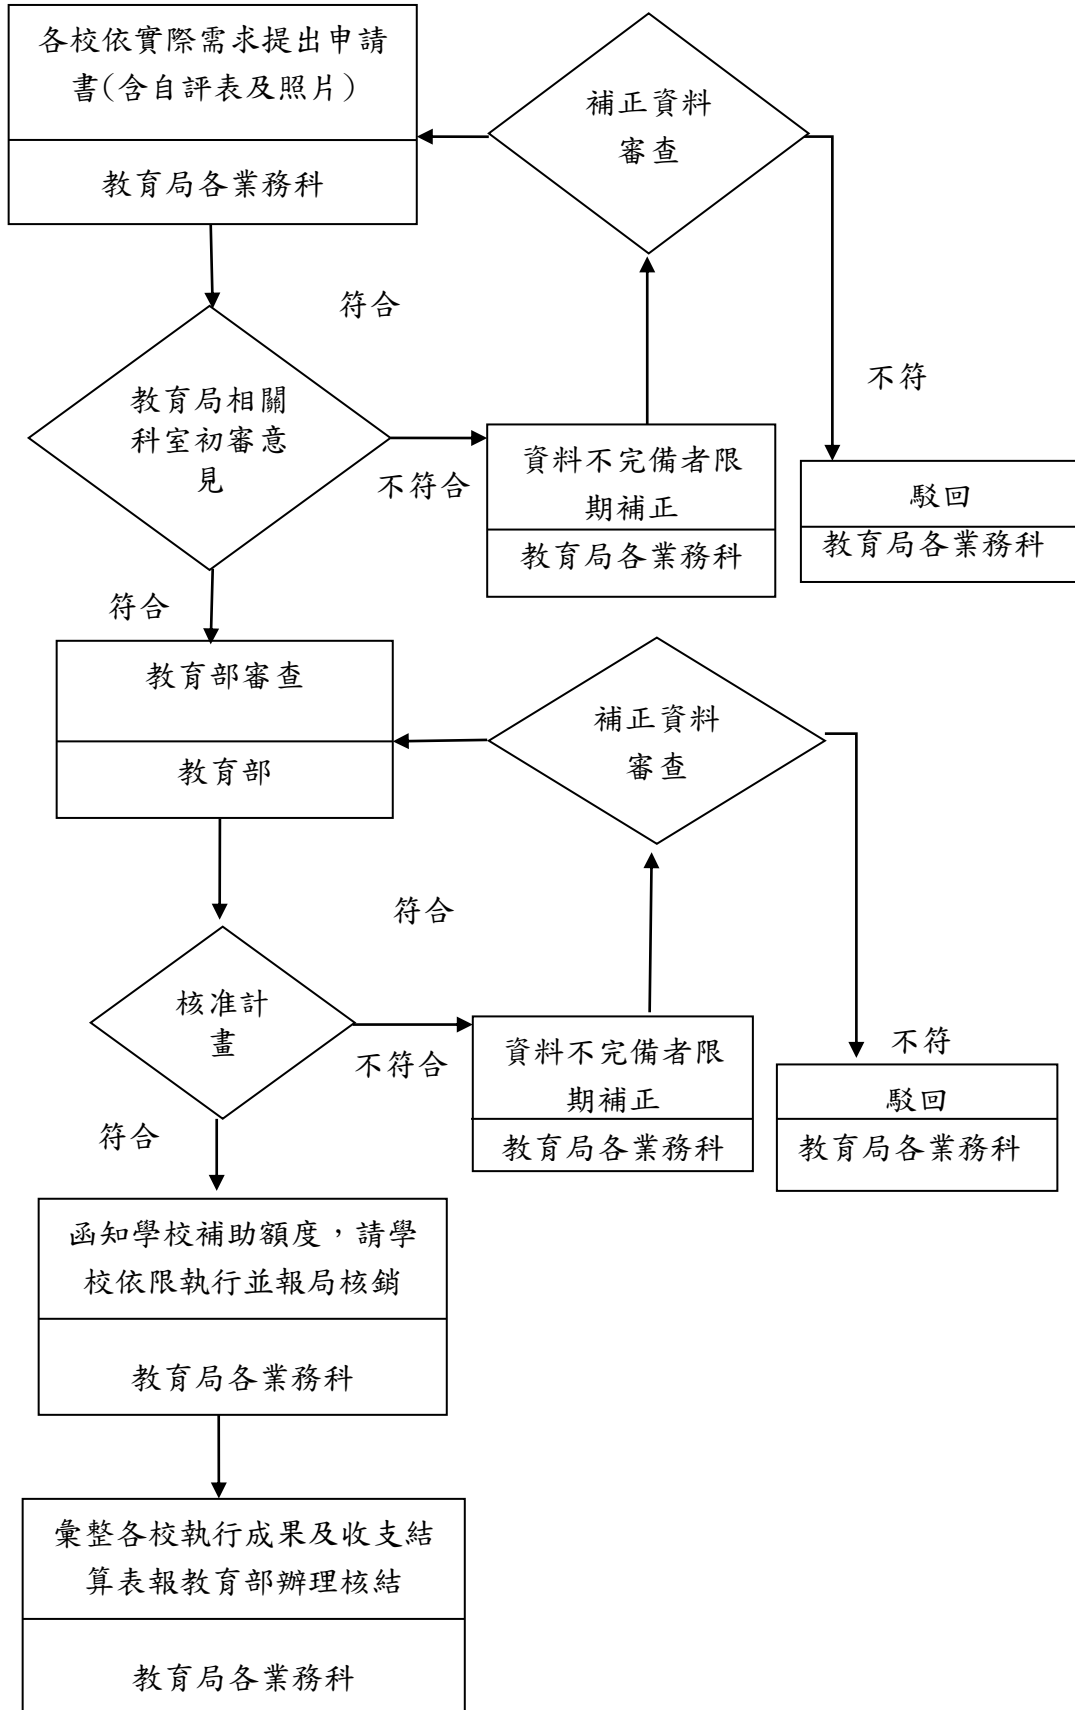 各校依實際需求提出申請
書(含自評表及照片)
教育局各業務科
補正資料
審查
符合
不符
教育局相關
科室初審意
見
不符合
資料不完備者限
期補正
教育局各業務科
駁回
教育局各業務科
符合
教育部審查
教育部
補正資料
審查
符合
核准計
畫
不符合
資料不完備者限
期補正
教育局各業務科
不符
駁回
教育局各業務科
符合
函知學校補助額度，請學
校依限執行並報局核銷
教育局各業務科
彙整各校執行成果及收支結
算表報教育部辦理核結
教育局各業務科